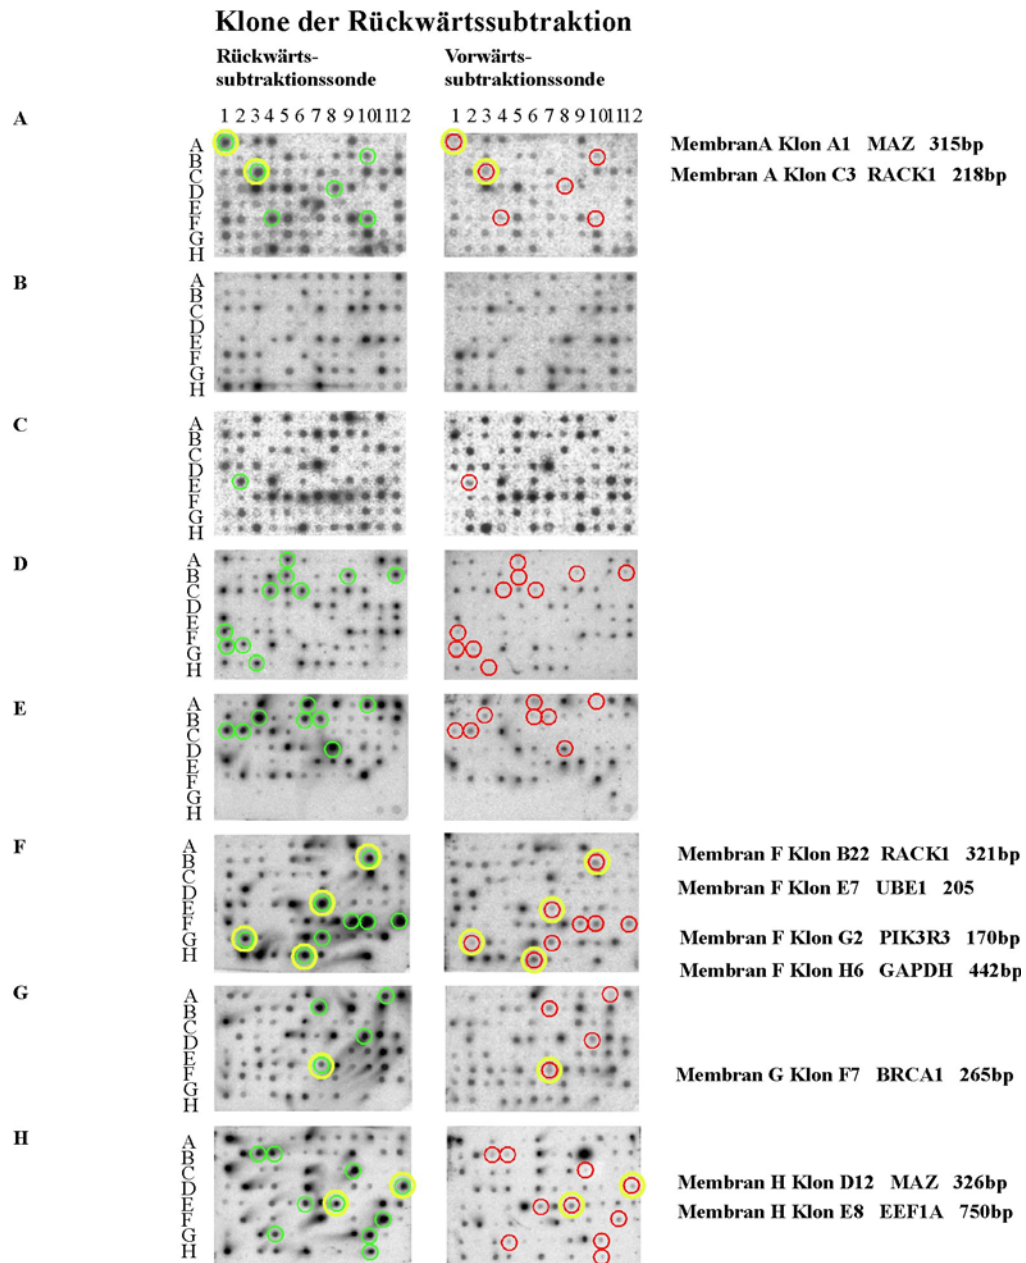 Klone der Rückwärtssubtraktion
Rückwärts-
subtraktionssonde
Vorwärts-
subtraktionssonde
1 2 3 4 5 6 7 8 9 10 11 12
1 2 3 4 5 6 7 8 9 10 11 12
A
A
B
C
D
E
F
G
H
MembranA Klon A1 MAZ 315bp
Membran A Klon C3 RACK1 218bp
B
A
B
C
D
E
F
G
H
C
A
B
C
D
E
F
G
H
D
A
B
C
D
E
F
G
H
E
A
B
C
D
E
F
G
H
F
A
B
C
D
E
F
G
H
Membran F Klon B22 RACK1 321bp
Membran F Klon E7 UBE1 205
Membran F Klon G2 PIK3R3 170bp
Membran F Klon H6 GAPDH 442bp
G
A
B
C
D
E
F
G
H
Membran G Klon F7 BRCA1 265bp
H
A
B
C
D
E
F
G
H
Membran H Klon D12 MAZ 326bp
Membran H Klon E8 EEF1A 750bp